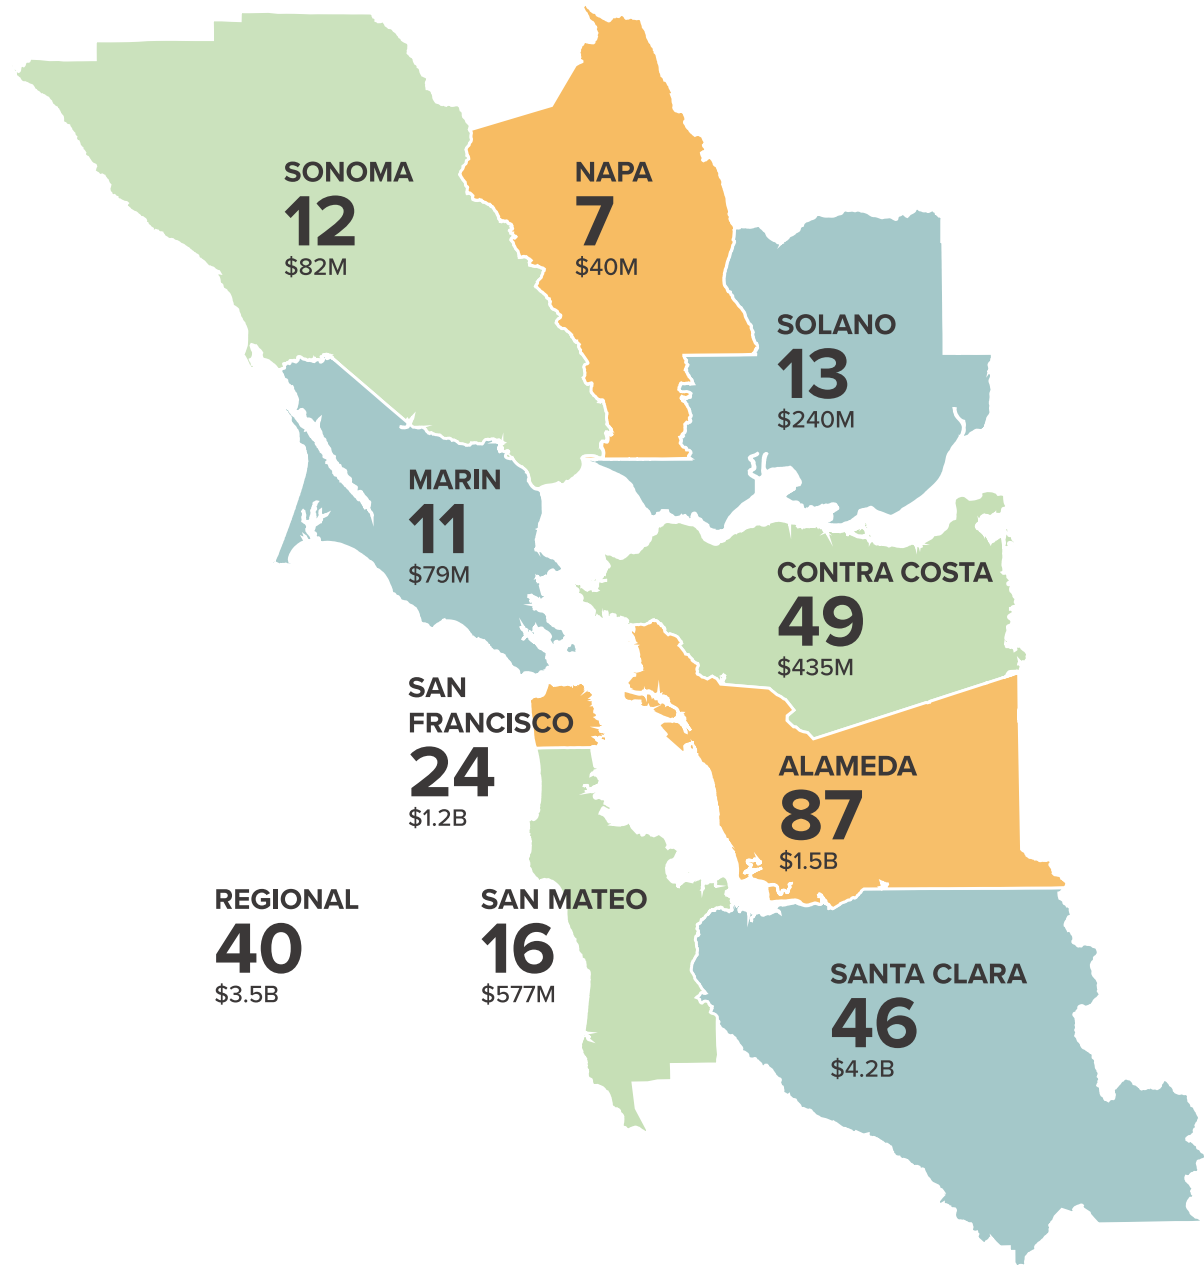 SONOMA
12
$82M
NAPA
7
$40M
SOLANO
13
$240M
MARIN
11
$79M
CONTRA COSTA
49
$435M
SAN
FRANCISCO
24
$1.2B
ALAMEDA
87
$1.5B
REGIONAL
40
$3.5B
SAN MATEO
16
$577M
SANTA CLARA
46
$4.2B